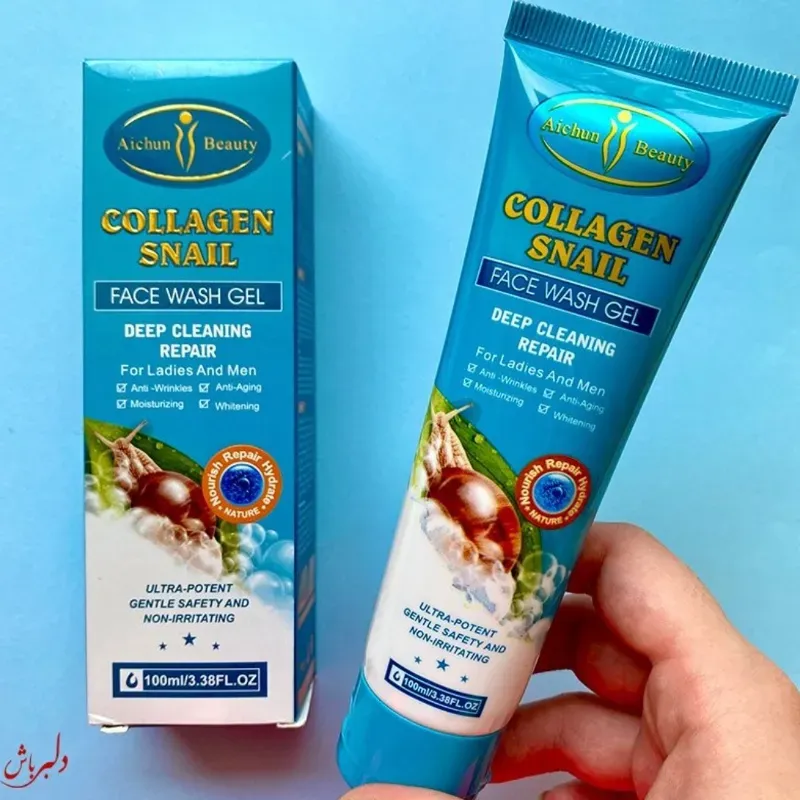 Aichun Beauty
COLLAGEN
SNAIL
FACE WASH GEL
DEEP CLEANING
REPAIR
For Ladies And Men
Anti -Wrinkles Anti-Aging
Moisturizing Whitening
Nourish Repair Hydrate
NATURE
ULTRA-POTENT
GENTLE SAFETY AND
NON-IRRITATING
100ml/3.38FL.OZ
Aichun Beauty
COLLAGEN
SNAIL
FACE WASH GEL
DEEP CLEANING
REPAIR
For Ladies And Men
Anti -Wrinkles Anti-Aging
Moisturizing Whitening
Nourish Repair Hydrate
NATURE
ULTRA-POTENT
GENTLE SAFETY AND
NON-IRRITATING
100ml/3.38FL.OZ
دلبر باش